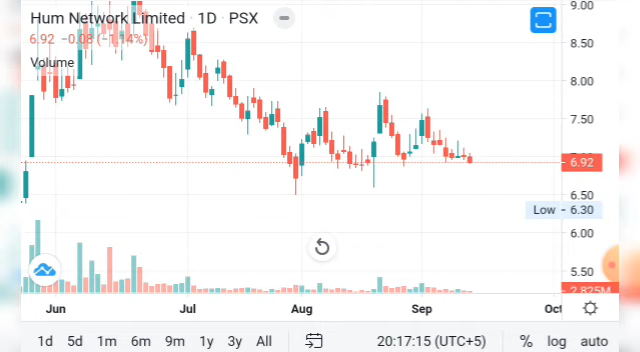 Hum Network Limited · 1D · PSX
6.92 −0.08 (−1.14%)
Volume
9.00
8.50
8.00
7.50
6.92
6.50
Low - 6.30
6.00
5.50
2.825M
Jun Jul Aug Sep Oct
1d 5d 1m 6m 9m 1y 3y All 20:17:15 (UTC+5) % log auto